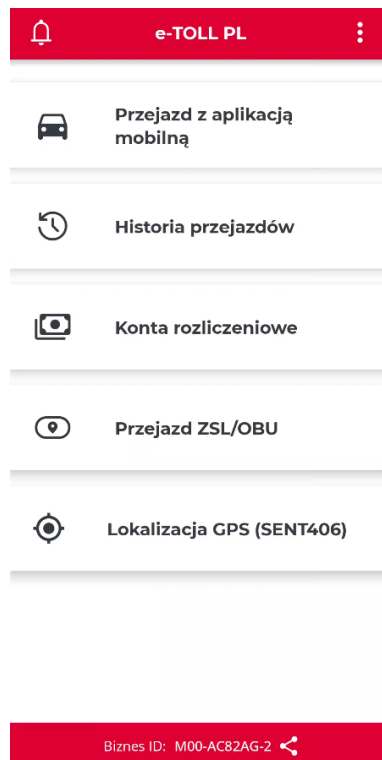 e-TOLL PL
Przejazd z aplikacją
mobilną
Historia przejazdów
Konta rozliczeniowe
Przejazd ZSL/OBU
Lokalizacja GPS (SENT406)
Biznes ID: M00-AC82AG-2